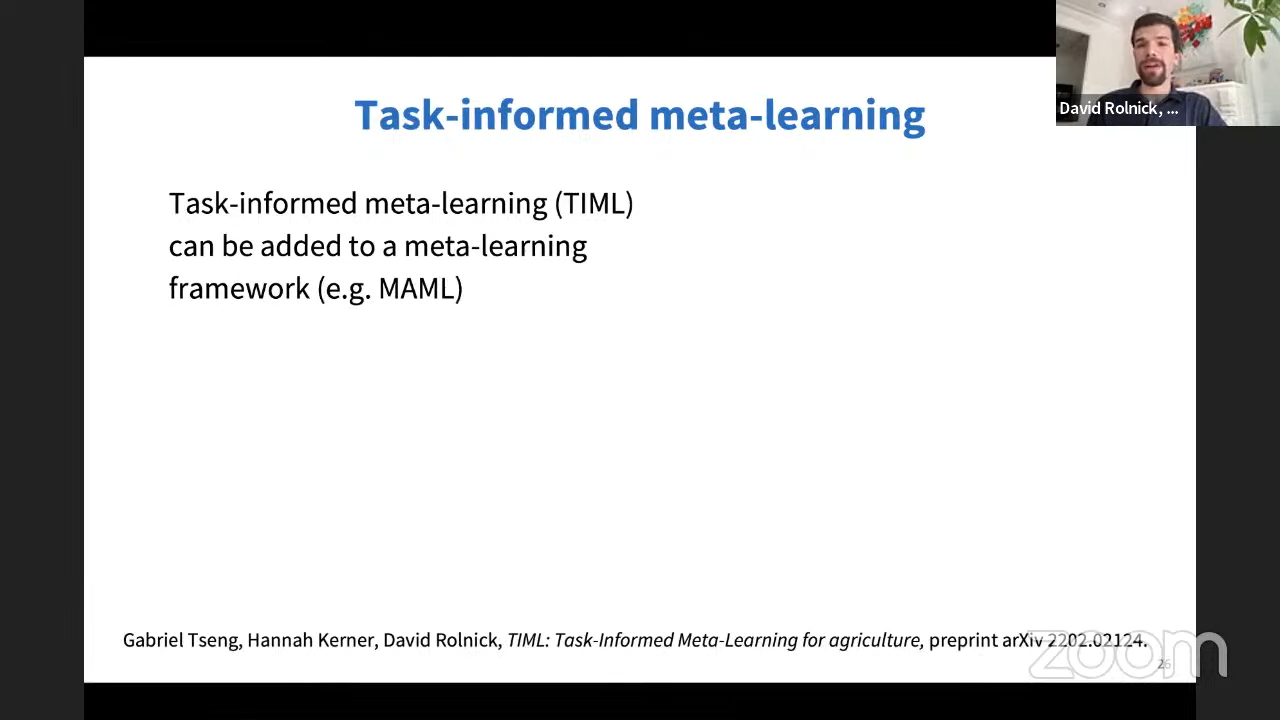 Task-informed meta-learning
David Rolnick, ...
Task-informed meta-learning (TIML)
can be added to a meta-learning
framework (e.g. MAML)
Gabriel Tseng, Hannah Kerner, David Rolnick, TIML: Task-Informed Meta-Learning for agriculture, preprint arXiv 2202.02124.
zoom
26